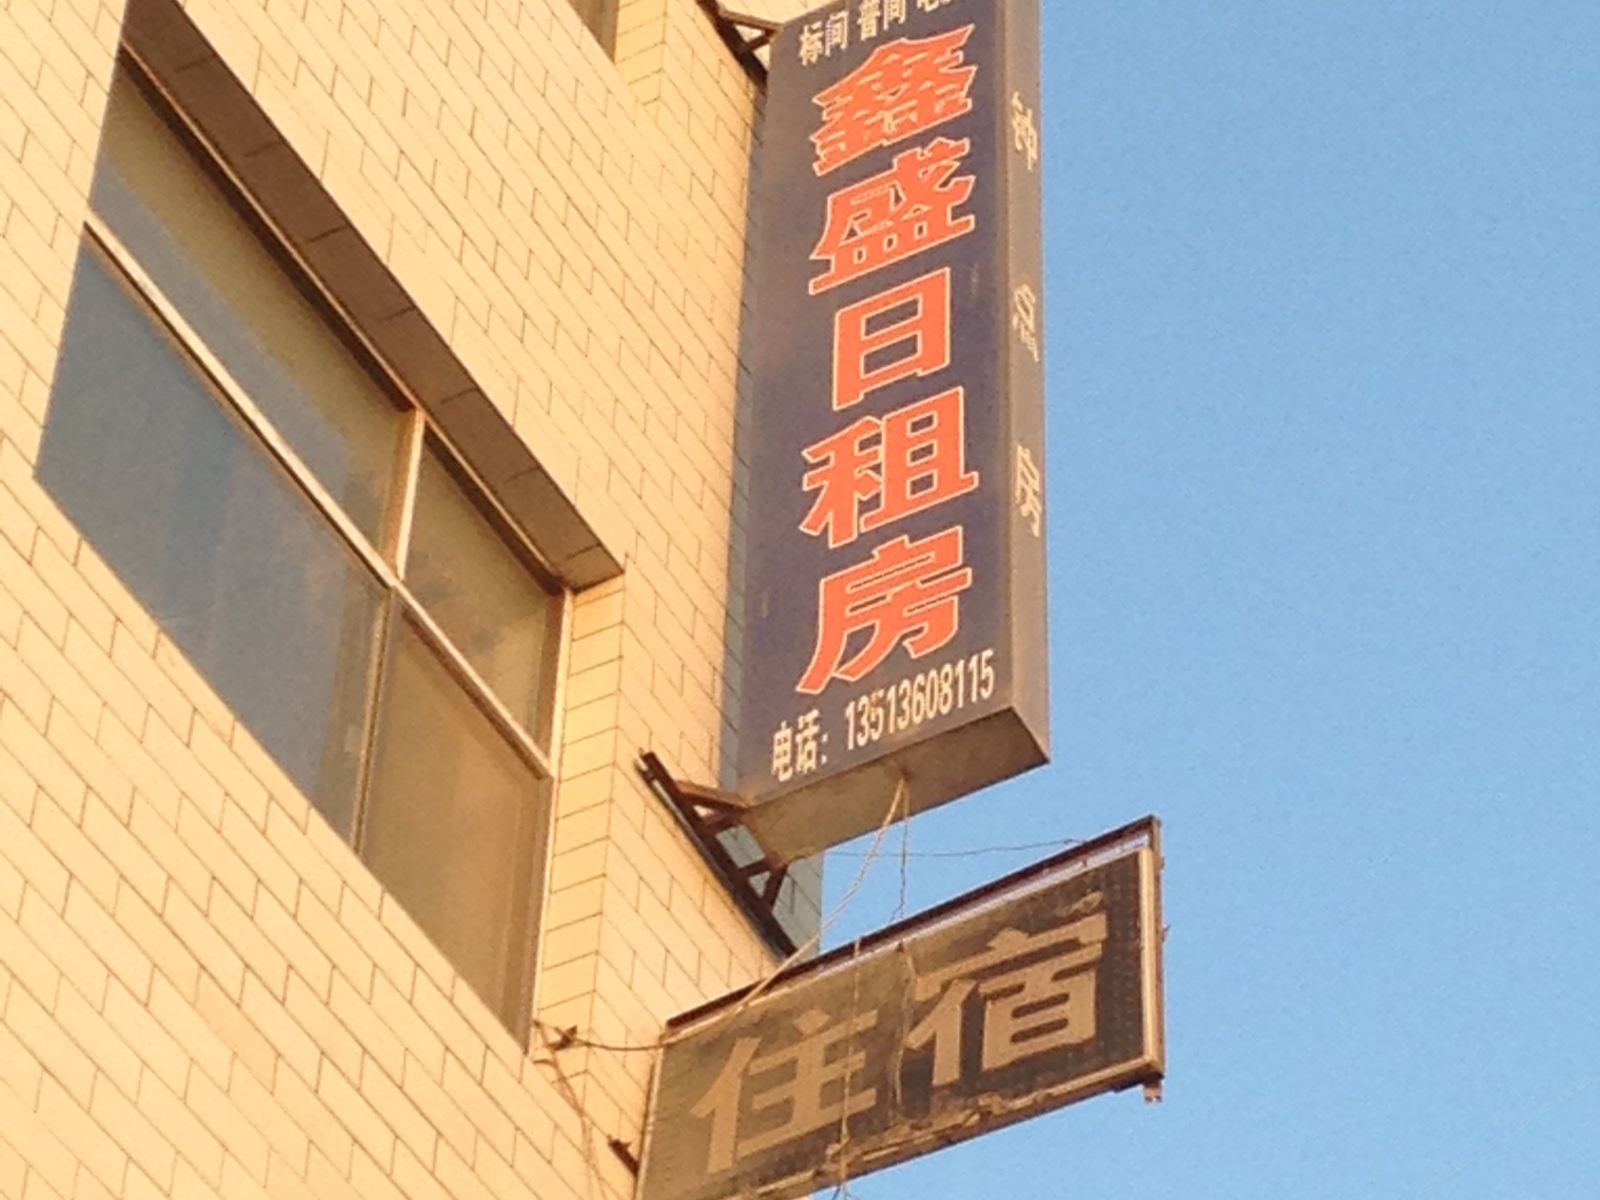 标间 普间
鑫盛日租房
电话：13513608115
钟点房
住宿